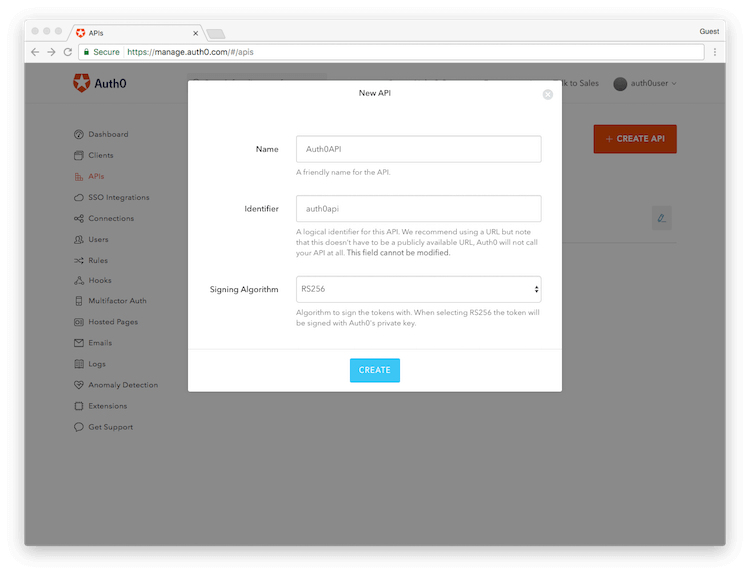 APIs
Guest
Secure
https://manage.auth0.com/#/apis
Auth0
to Sales
auth0user
New API
+ CREATE API
Dashboard
Clients
APIs
SSO Integrations
Connections
Users
Rules
Hooks
Multifactor Auth
Hosted Pages
Emails
Logs
Anomaly Detection
Extensions
Get Support
Name
Auth0API
A friendly name for the API.
Identifier
auth0api
A logical identifier for this API. We recommend using a URL but note
that this doesn't have to be a publicly available URL, Auth0 will not call
your API at all. This field cannot be modified.
Signing Algorithm
RS256
Algorithm to sign the tokens with. When selecting RS256 the token will
be signed with Auth0's private key.
CREATE